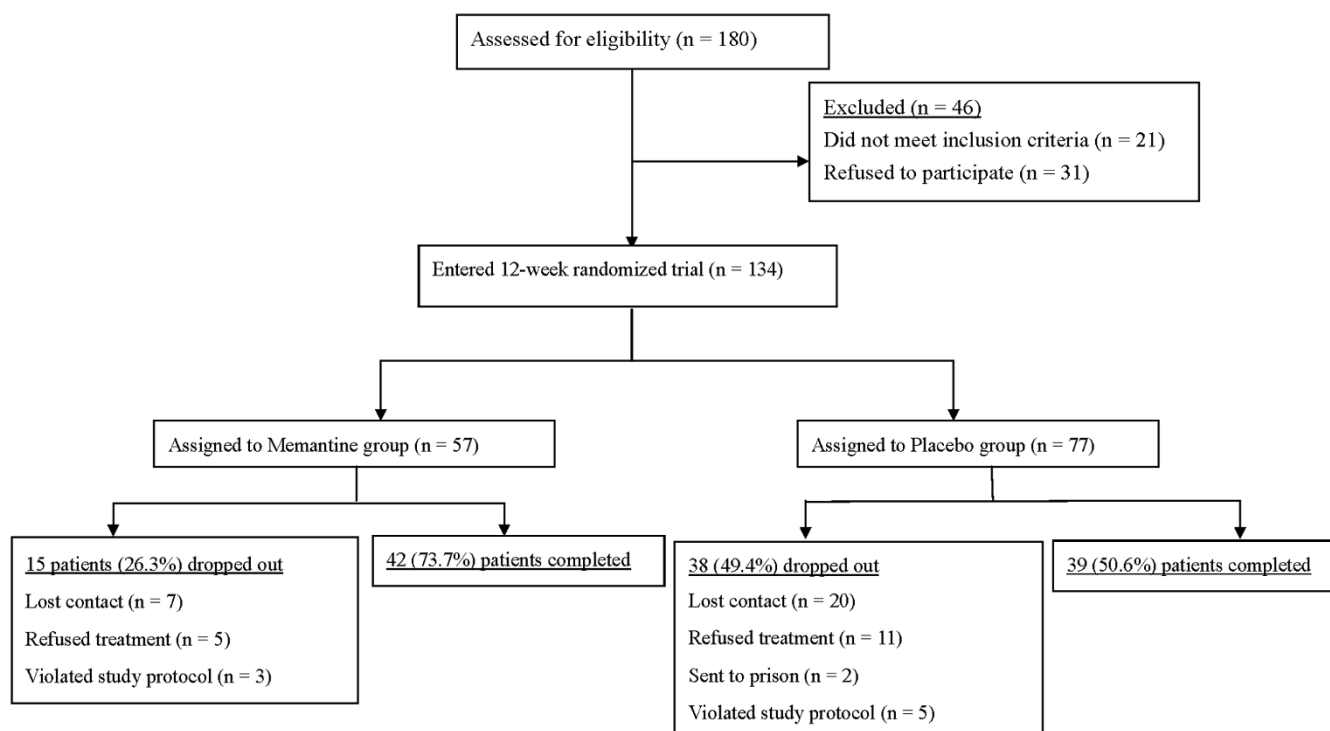 Assessed for eligibility (n = 180)
Excluded (n = 46)
Did not meet inclusion criteria (n = 21)
Refused to participate (n = 31)
Entered 12-week randomized trial (n = 134)
Assigned to Memantine group (n = 57)
Assigned to Placebo group (n = 77)
15 patients (26.3%) dropped out
Lost contact (n = 7)
Refused treatment (n = 5)
Violated study protocol (n = 3)
42 (73.7%) patients completed
38 (49.4%) dropped out
Lost contact (n = 20)
Refused treatment (n = 11)
Sent to prison (n = 2)
Violated study protocol (n = 5)
39 (50.6%) patients completed